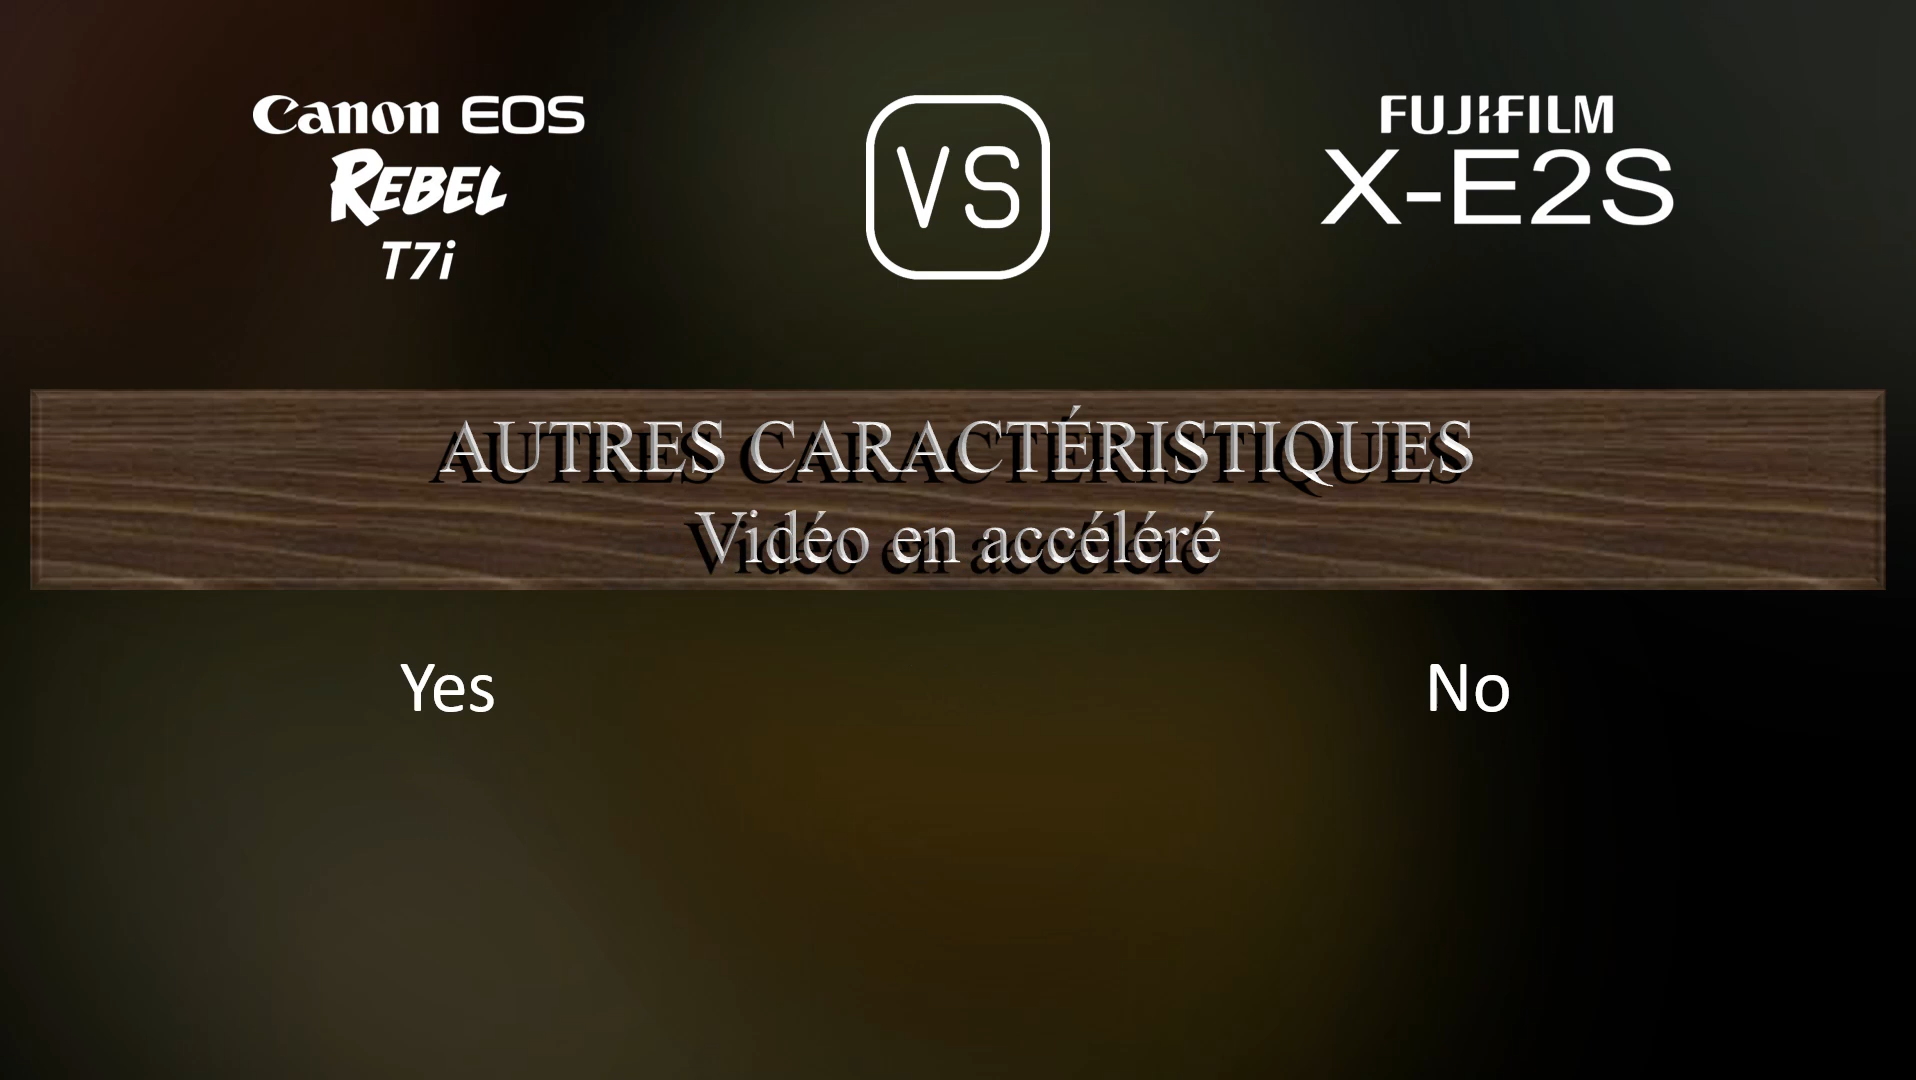 Canon EOS
REBEL
T7i
VS
FUJIFILM
X-E2S
AUTRES CARACTÉRISTIQUES
Vidéo en accéléré
Yes
No